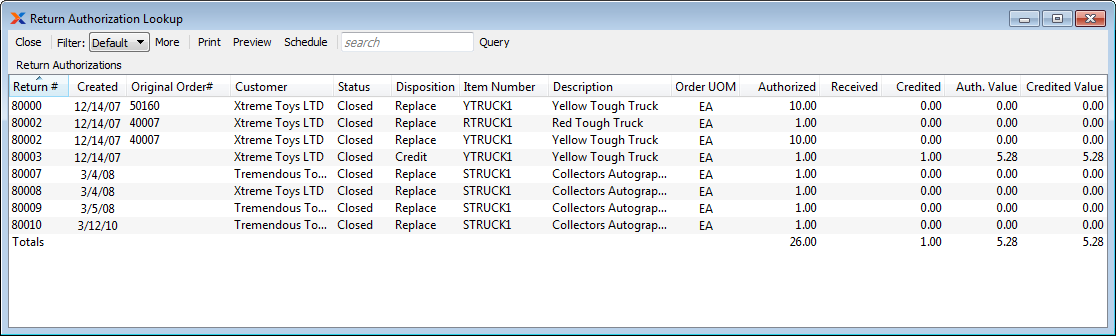 Return Authorization Lookup
Close Filter: Default More Print Preview Schedule search Query
Return Authorizations
Return # Created Original Order# Customer Status Disposition Item Number Description Order UOM Authorized Received Credited Auth. Value Credited Value
80000 12/14/07 50160 Xtreme Toys LTD Closed Replace YTRUCK1 Yellow Tough Truck EA 10.00 0.00 0.00 0.00
80002 12/14/07 40007 Xtreme Toys LTD Closed Replace RTRUCK1 Red Tough Truck EA 1.00 0.00 0.00 0.00
80002 12/14/07 40007 Xtreme Toys LTD Closed Replace YTRUCK1 Yellow Tough Truck EA 10.00 0.00 0.00 0.00
80003 12/14/07 Xtreme Toys LTD Closed Credit YTRUCK1 Yellow Tough Truck EA 1.00 1.00 5.28 5.28
80007 3/4/08 Tremendous To... Closed Replace STRUCK1 Collectors Autograp... EA 1.00 0.00 0.00 0.00
80008 3/4/08 Xtreme Toys LTD Closed Replace STRUCK1 Collectors Autograp... EA 1.00 0.00 0.00 0.00
80009 3/5/08 Tremendous To... Closed Replace STRUCK1 Collectors Autograp... EA 1.00 0.00 0.00 0.00
80010 3/12/10 Tremendous To... Closed Replace STRUCK1 Collectors Autograp... EA 1.00 0.00 0.00 0.00
Totals 26.00 1.00 5.28 5.28